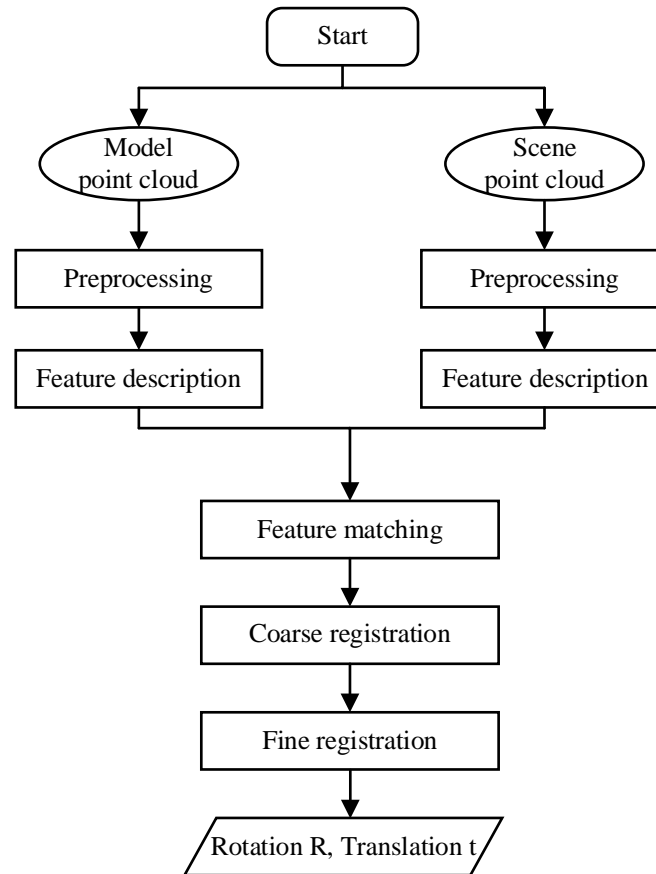 Start
Model
point cloud
Scene
point cloud
Preprocessing
Preprocessing
Feature description
Feature description
Feature matching
Coarse registration
Fine registration
Rotation R, Translation t